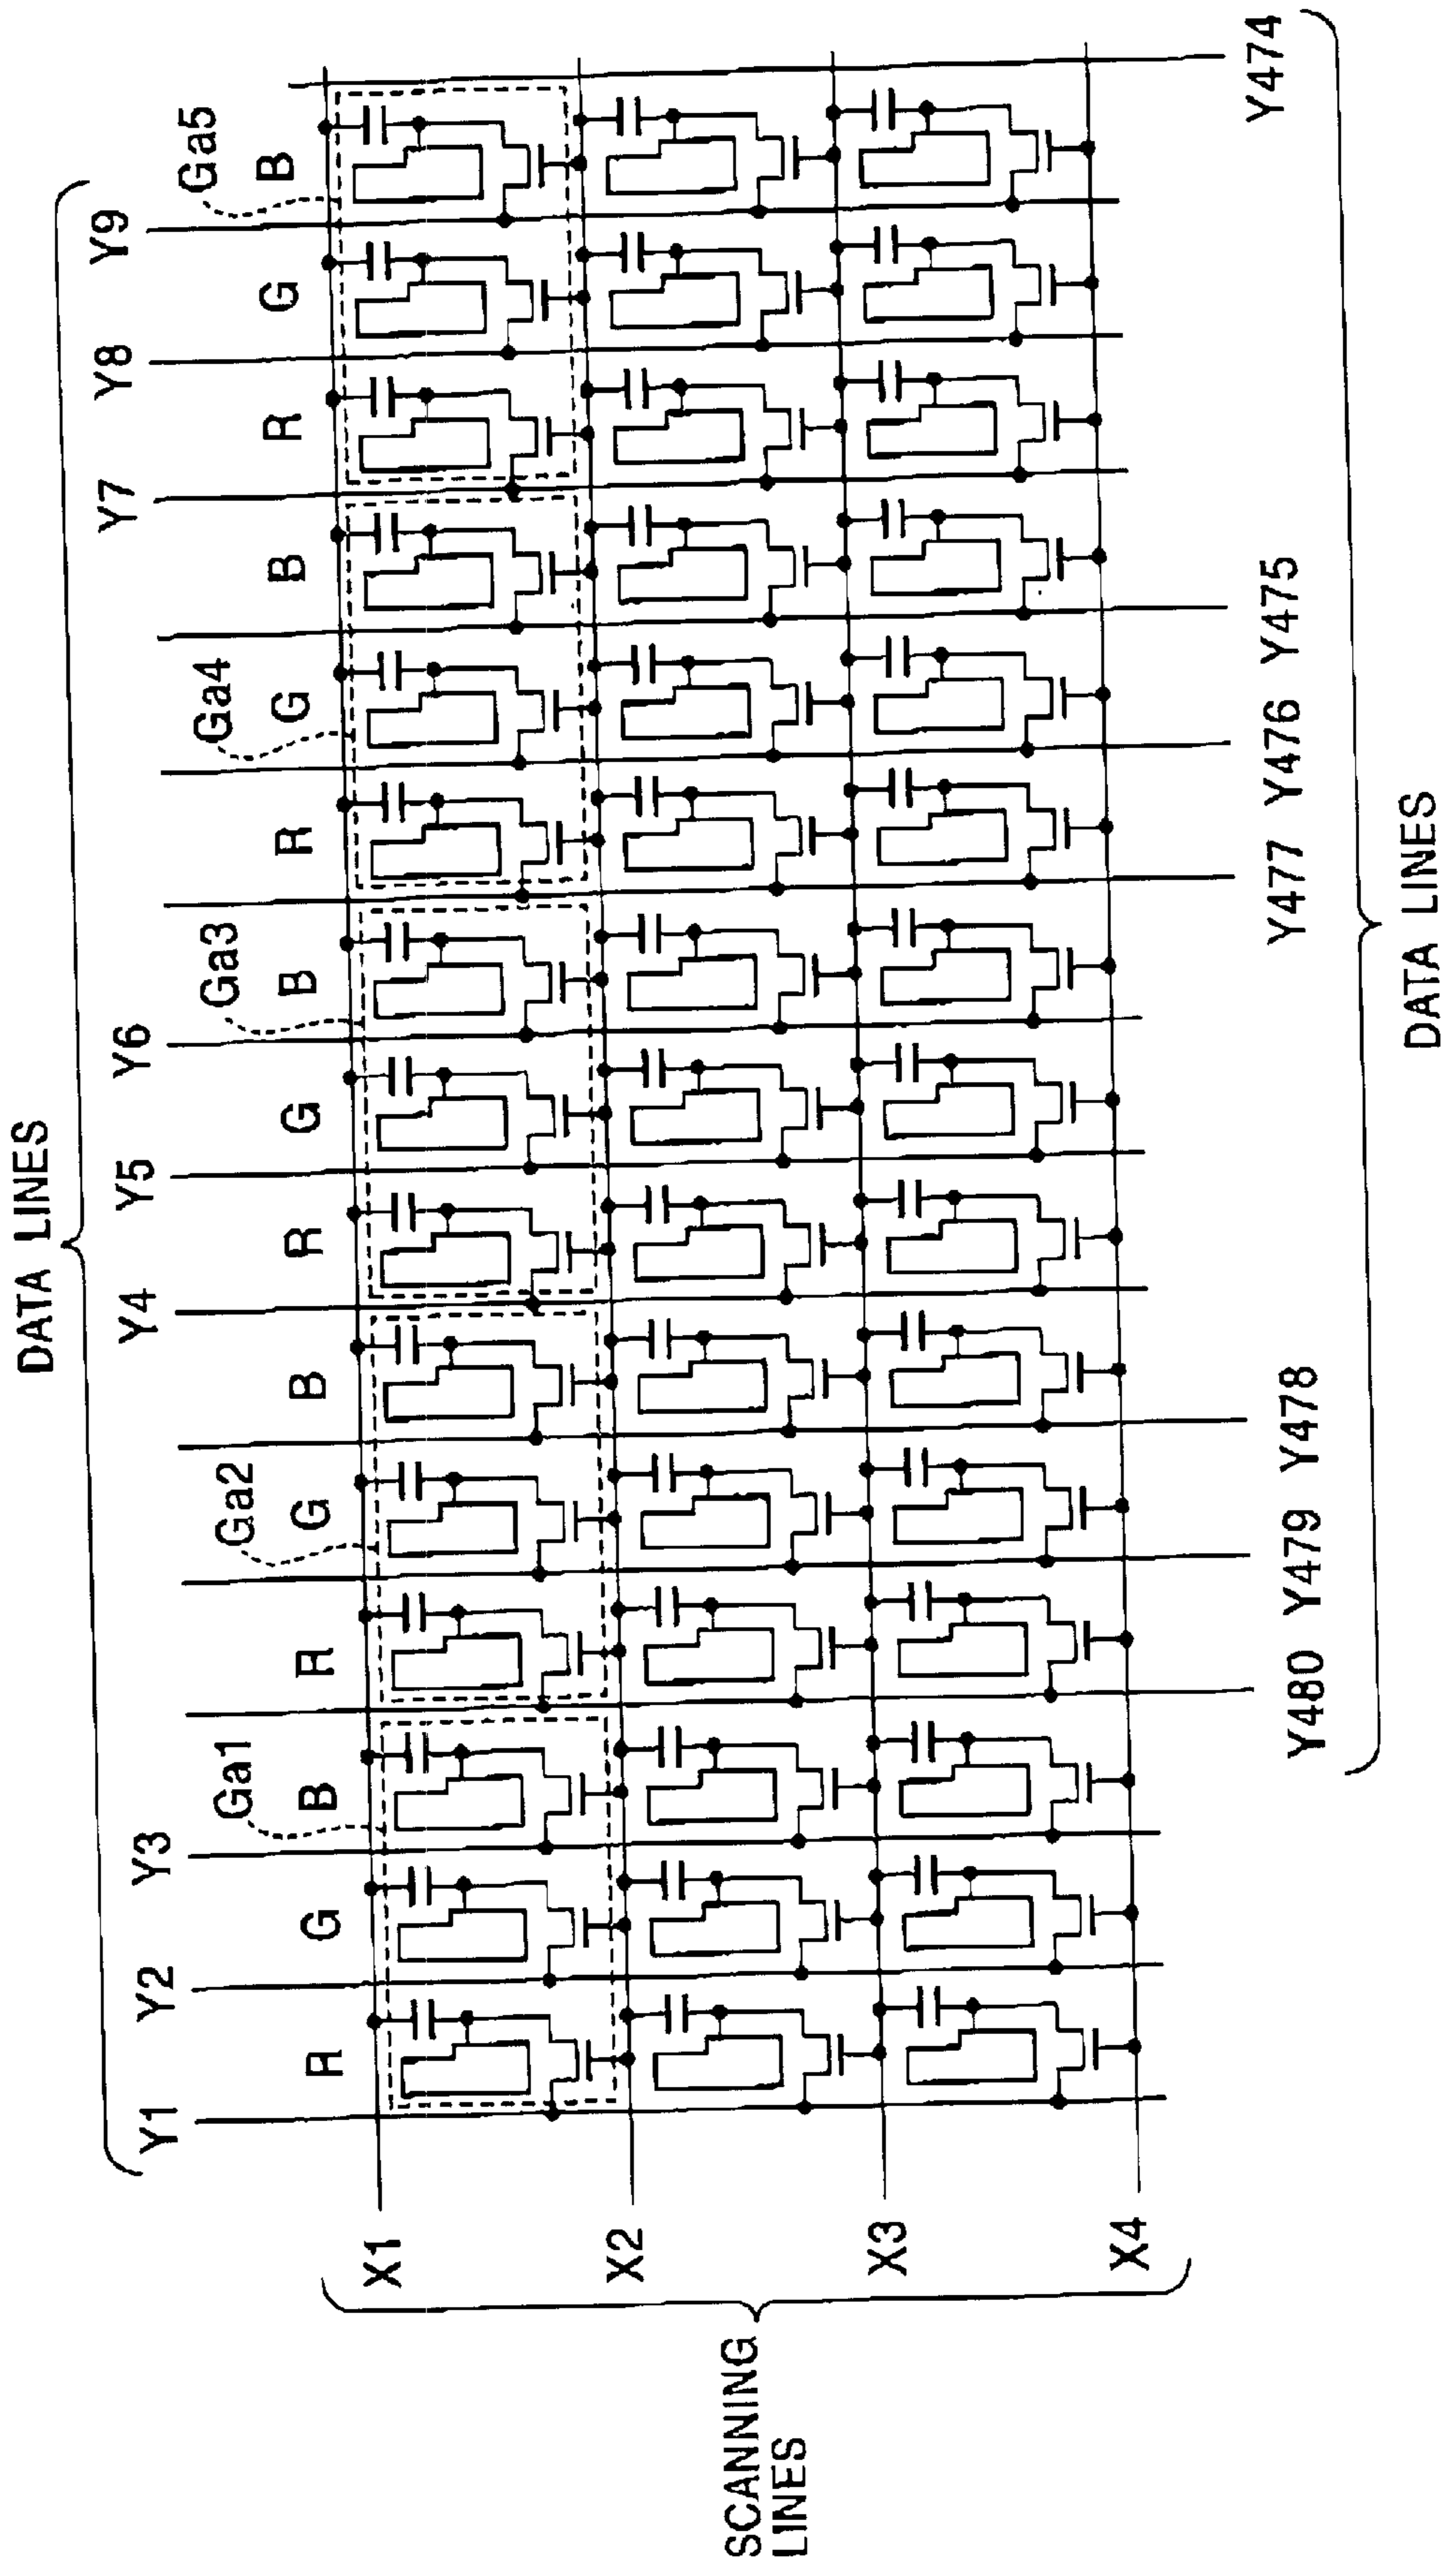 DATA LINES
Y1 Y2 Y3 Y4 Y5 Y6 Y7 Y8 Y9
Ga1 Ga2 Ga3 Ga4 Ga5
R G B R G B R G B R G B R G B
SCANNING
LINES
X1
X2
X3
X4
Y480 Y479 Y478 Y477 Y476 Y475 Y474
DATA LINES